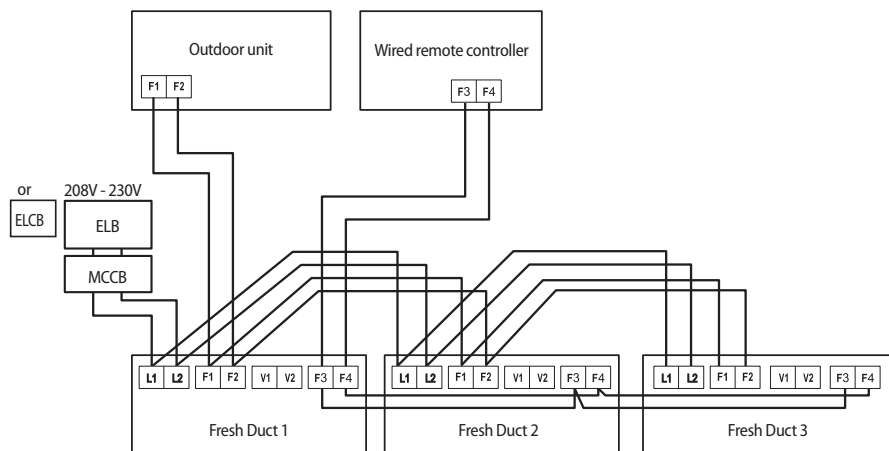 Outdoor unit
F1 F2
Wired remote controller
F3 F4
or
ELCB
208V - 230V
ELB
MCCB
L1 L2 F1 F2 V1 V2 F3 F4
Fresh Duct 1
L1 L2 F1 F2 V1 V2 F3 F4
Fresh Duct 2
L1 L2 F1 F2 V1 V2 F3 F4
Fresh Duct 3